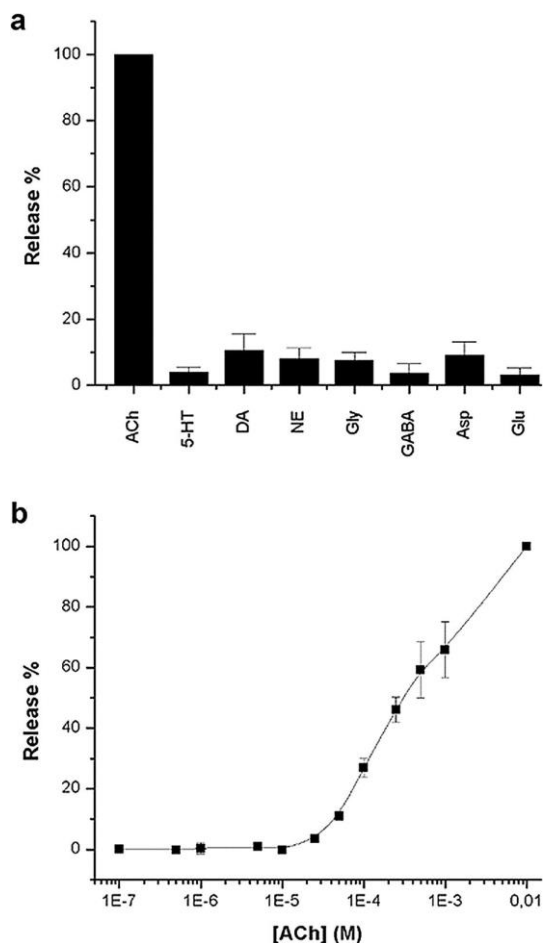 a
100
80
60
40
20
0
Release %
ACh
5-HT
DA
NE
Gly
GABA
Asp
Glu
b
100
80
60
40
20
0
Release %
1E-7
1E-6
1E-5
1E-4
1E-3
0,01
[ACh] (M)